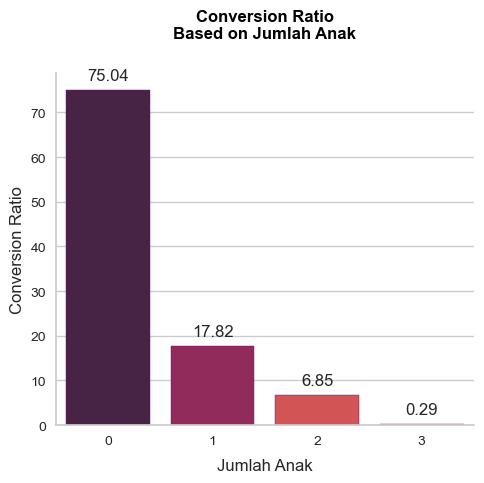 Conversion Ratio
Based on Jumlah Anak
75.04
17.82
6.85
0.29
70
60
50
40
30
20
10
0
Conversion Ratio
0 1 2 3
Jumlah Anak